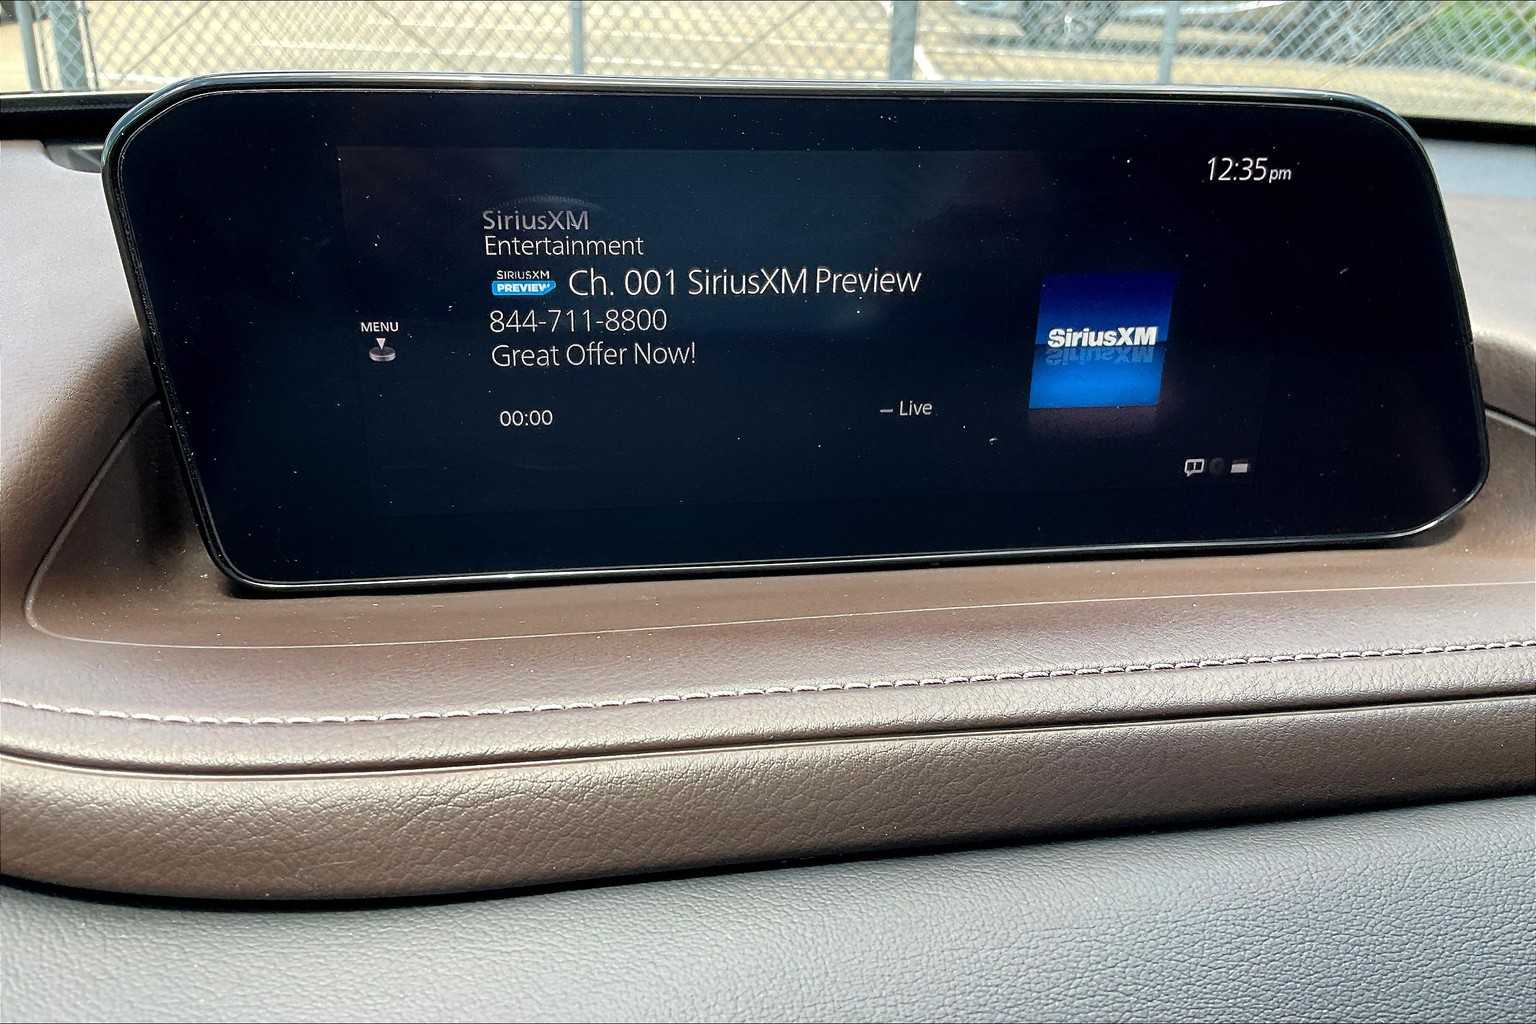 12:35pm
SiriusXM
Entertainment
SIRIUSXM PREVIEW Ch. 001 SiriusXM Preview
844-711-8800
Great Offer Now!
MENU
SiriusXM
00:00
– Live